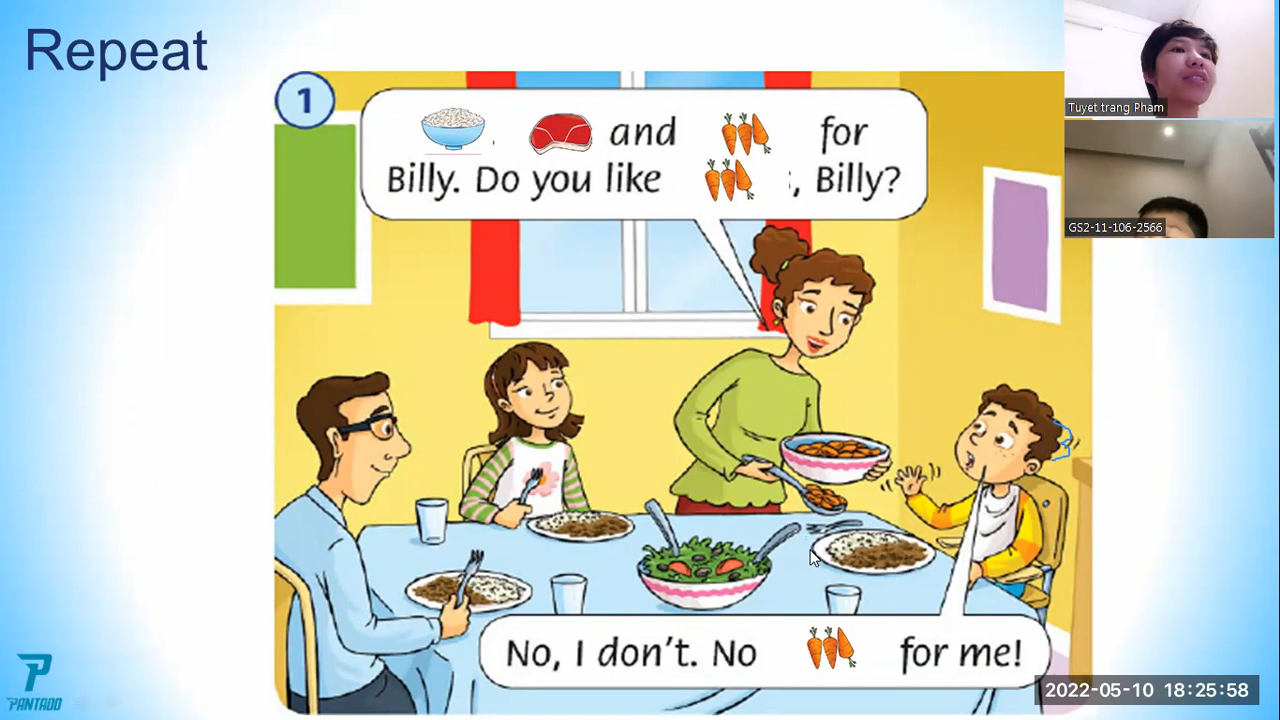 Repeat
1
and for
Billy. Do you like , Billy?
No, I don't. No for me!
Tuyet trang Pham
GS2-11-106-2566
PANTADO
2022-05-10 18:25:58